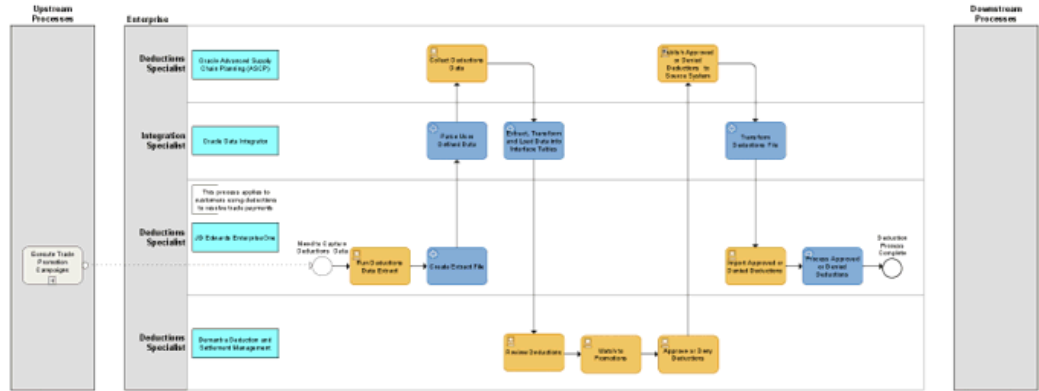 Upstream
Processes
Enterprise
Downstream
Processes
Deductions
Specialist
Oracle Advanced Supply
Chain Planning (ASCP)
Collect Deductions
Data
Publish Approved
or Denied
Deductions to
Source System
Integration
Specialist
Oracle Data Integrator
Parse User
Defined Data
Extract, Transform
and Load Data into
Interface Tables
Transform
Deductions File
This process applies to
customers using deductions
to resolve trade payments
Deductions
Specialist
JD Edwards EnterpriseOne
Need to Capture
Deductions Data
Deduction
Process
Complete
Execute Trade
Promotion
Campaigns
Run Deductions
Data Extract
Create Extract File
Import Approved or
Denied Deductions
Process Approved
or Denied
Deductions
Deductions
Specialist
Demantra Deduction and
Settlement Management
Review Deductions
Match to
Promotions
Approve or Deny
Deductions